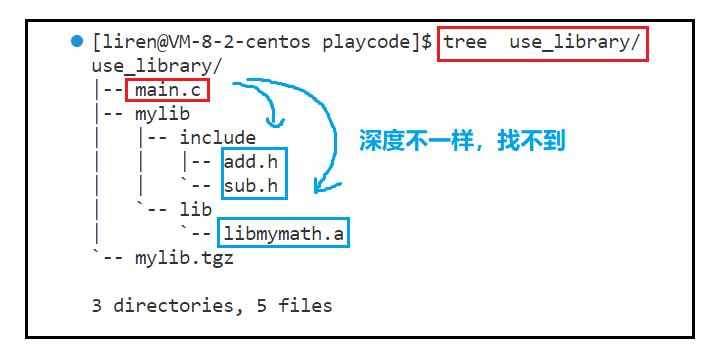 [liren@VM-8-2-centos playcode]$ tree  use_library/
use_library/
|-- main.c
|-- mylib
|   |-- include
|   |   |-- add.h
|   |   `-- sub.h
|   `-- lib
|       `-- libmymath.a
`-- mylib.tgz
深度不一样，找不到
3 directories, 5 files